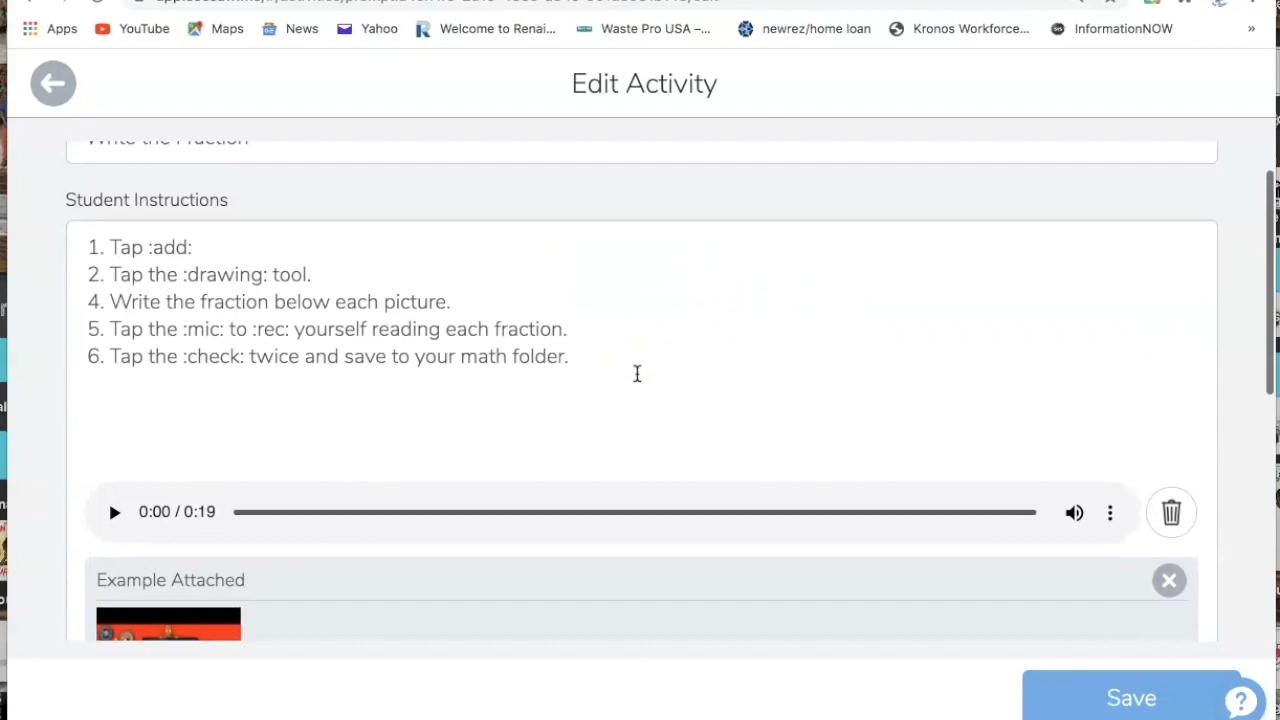 Apps YouTube Maps News Yahoo Welcome to Renai... Waste Pro USA –... newrez/home loan Kronos Workforce... InformationNOW »
Edit Activity
Write the Fraction
Student Instructions
1. Tap :add:
2. Tap the :drawing: tool.
4. Write the fraction below each picture.
5. Tap the :mic: to :rec: yourself reading each fraction.
6. Tap the :check: twice and save to your math folder.
0:00 / 0:19
Example Attached
Save ?